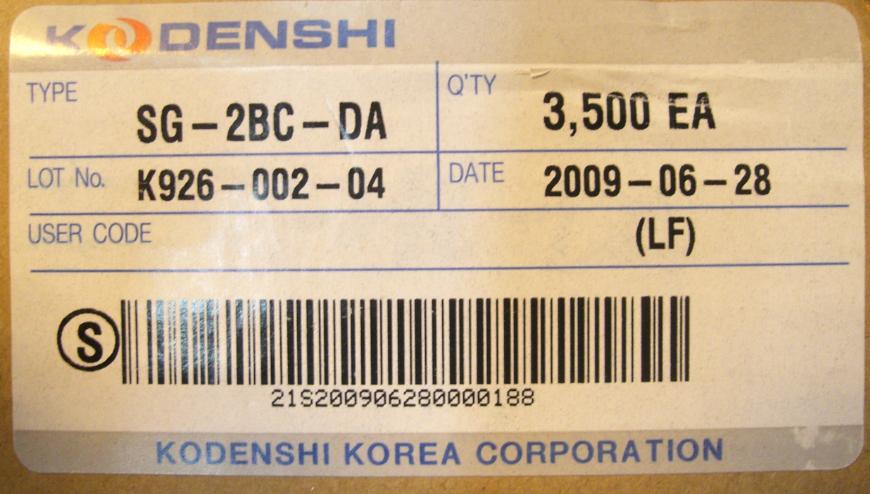 KODENSHI
TYPE SG-2BC-DA Q'TY 3,500 EA
LOT No. K926-002-04 DATE 2009-06-28
USER CODE (LF)
S
21S200906280000188
KODENSHI KOREA CORPORATION